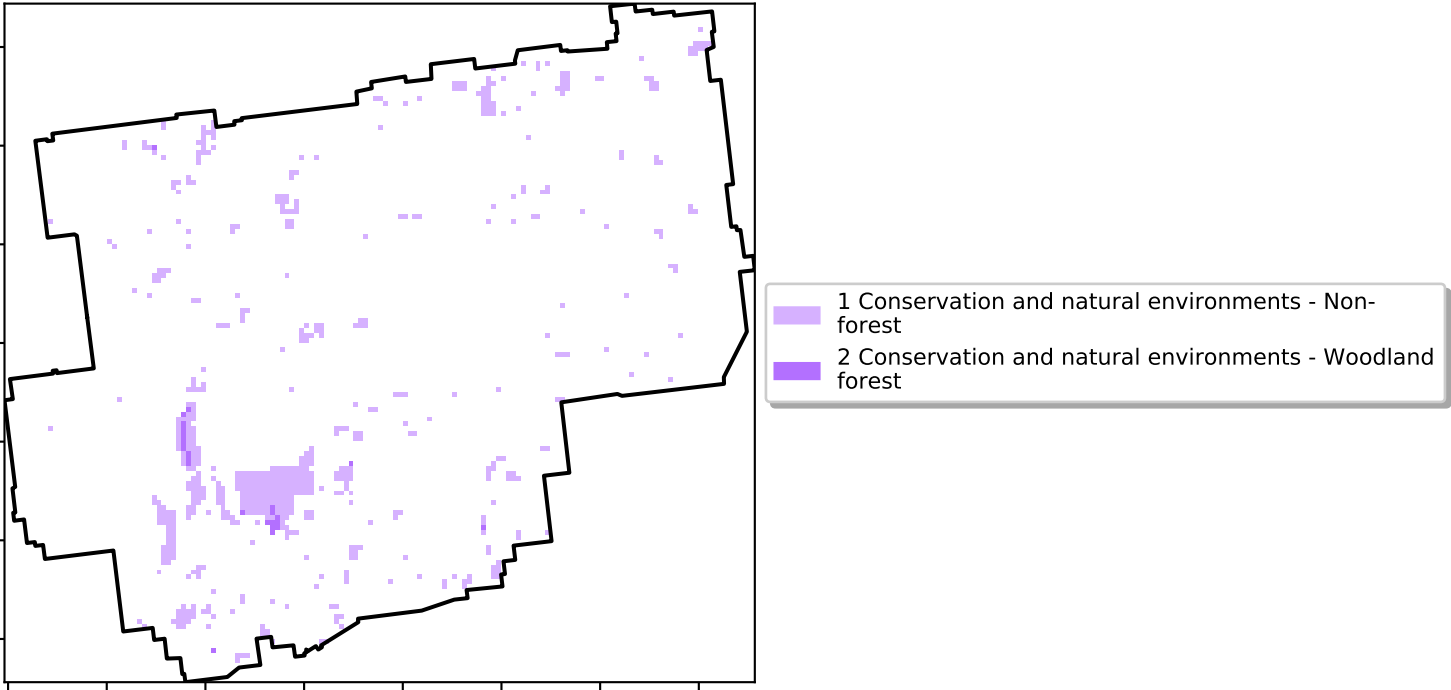 1 Conservation and natural environments - Non-
forest
2 Conservation and natural environments - Woodland
forest